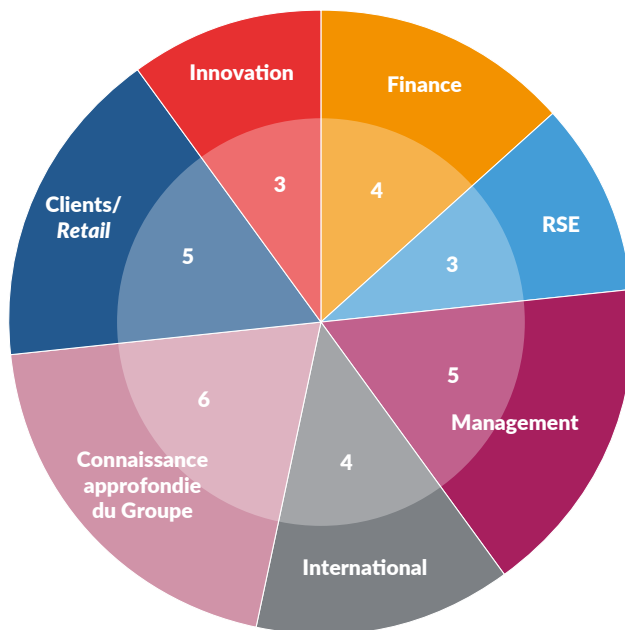 Innovation
3
Finance
4
RSE
3
Management
5
International
4
Connaissance
approfondie
du Groupe
6
Clients/
Retail
5